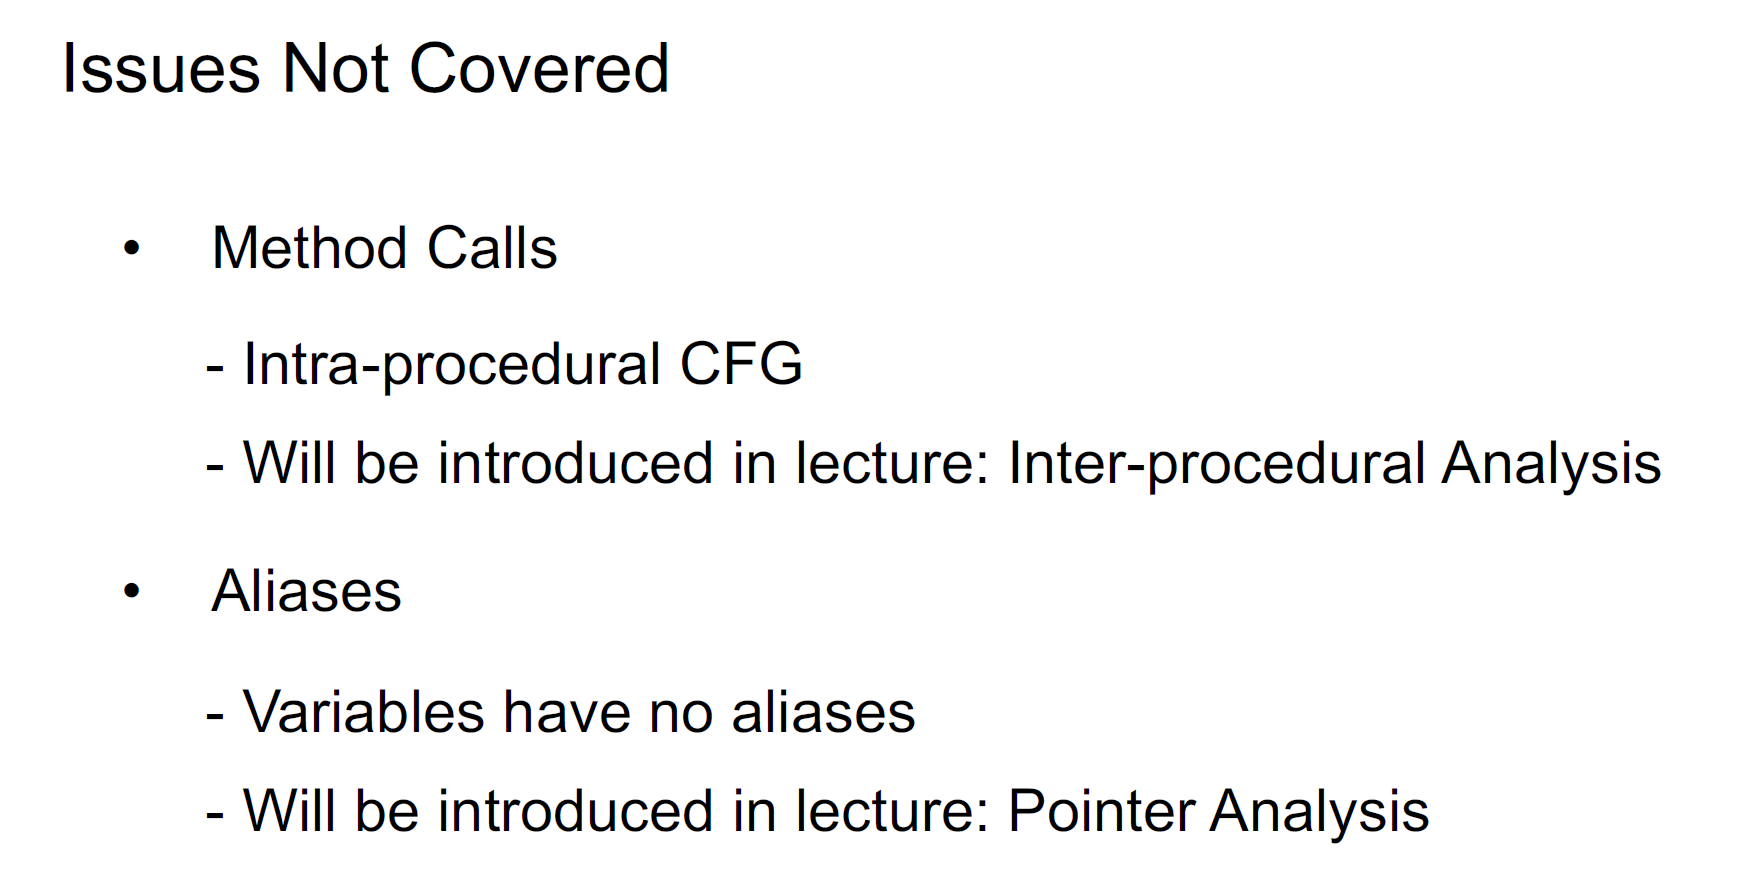 Issues Not Covered
• Method Calls
- Intra-procedural CFG
- Will be introduced in lecture: Inter-procedural Analysis
• Aliases
- Variables have no aliases
- Will be introduced in lecture: Pointer Analysis